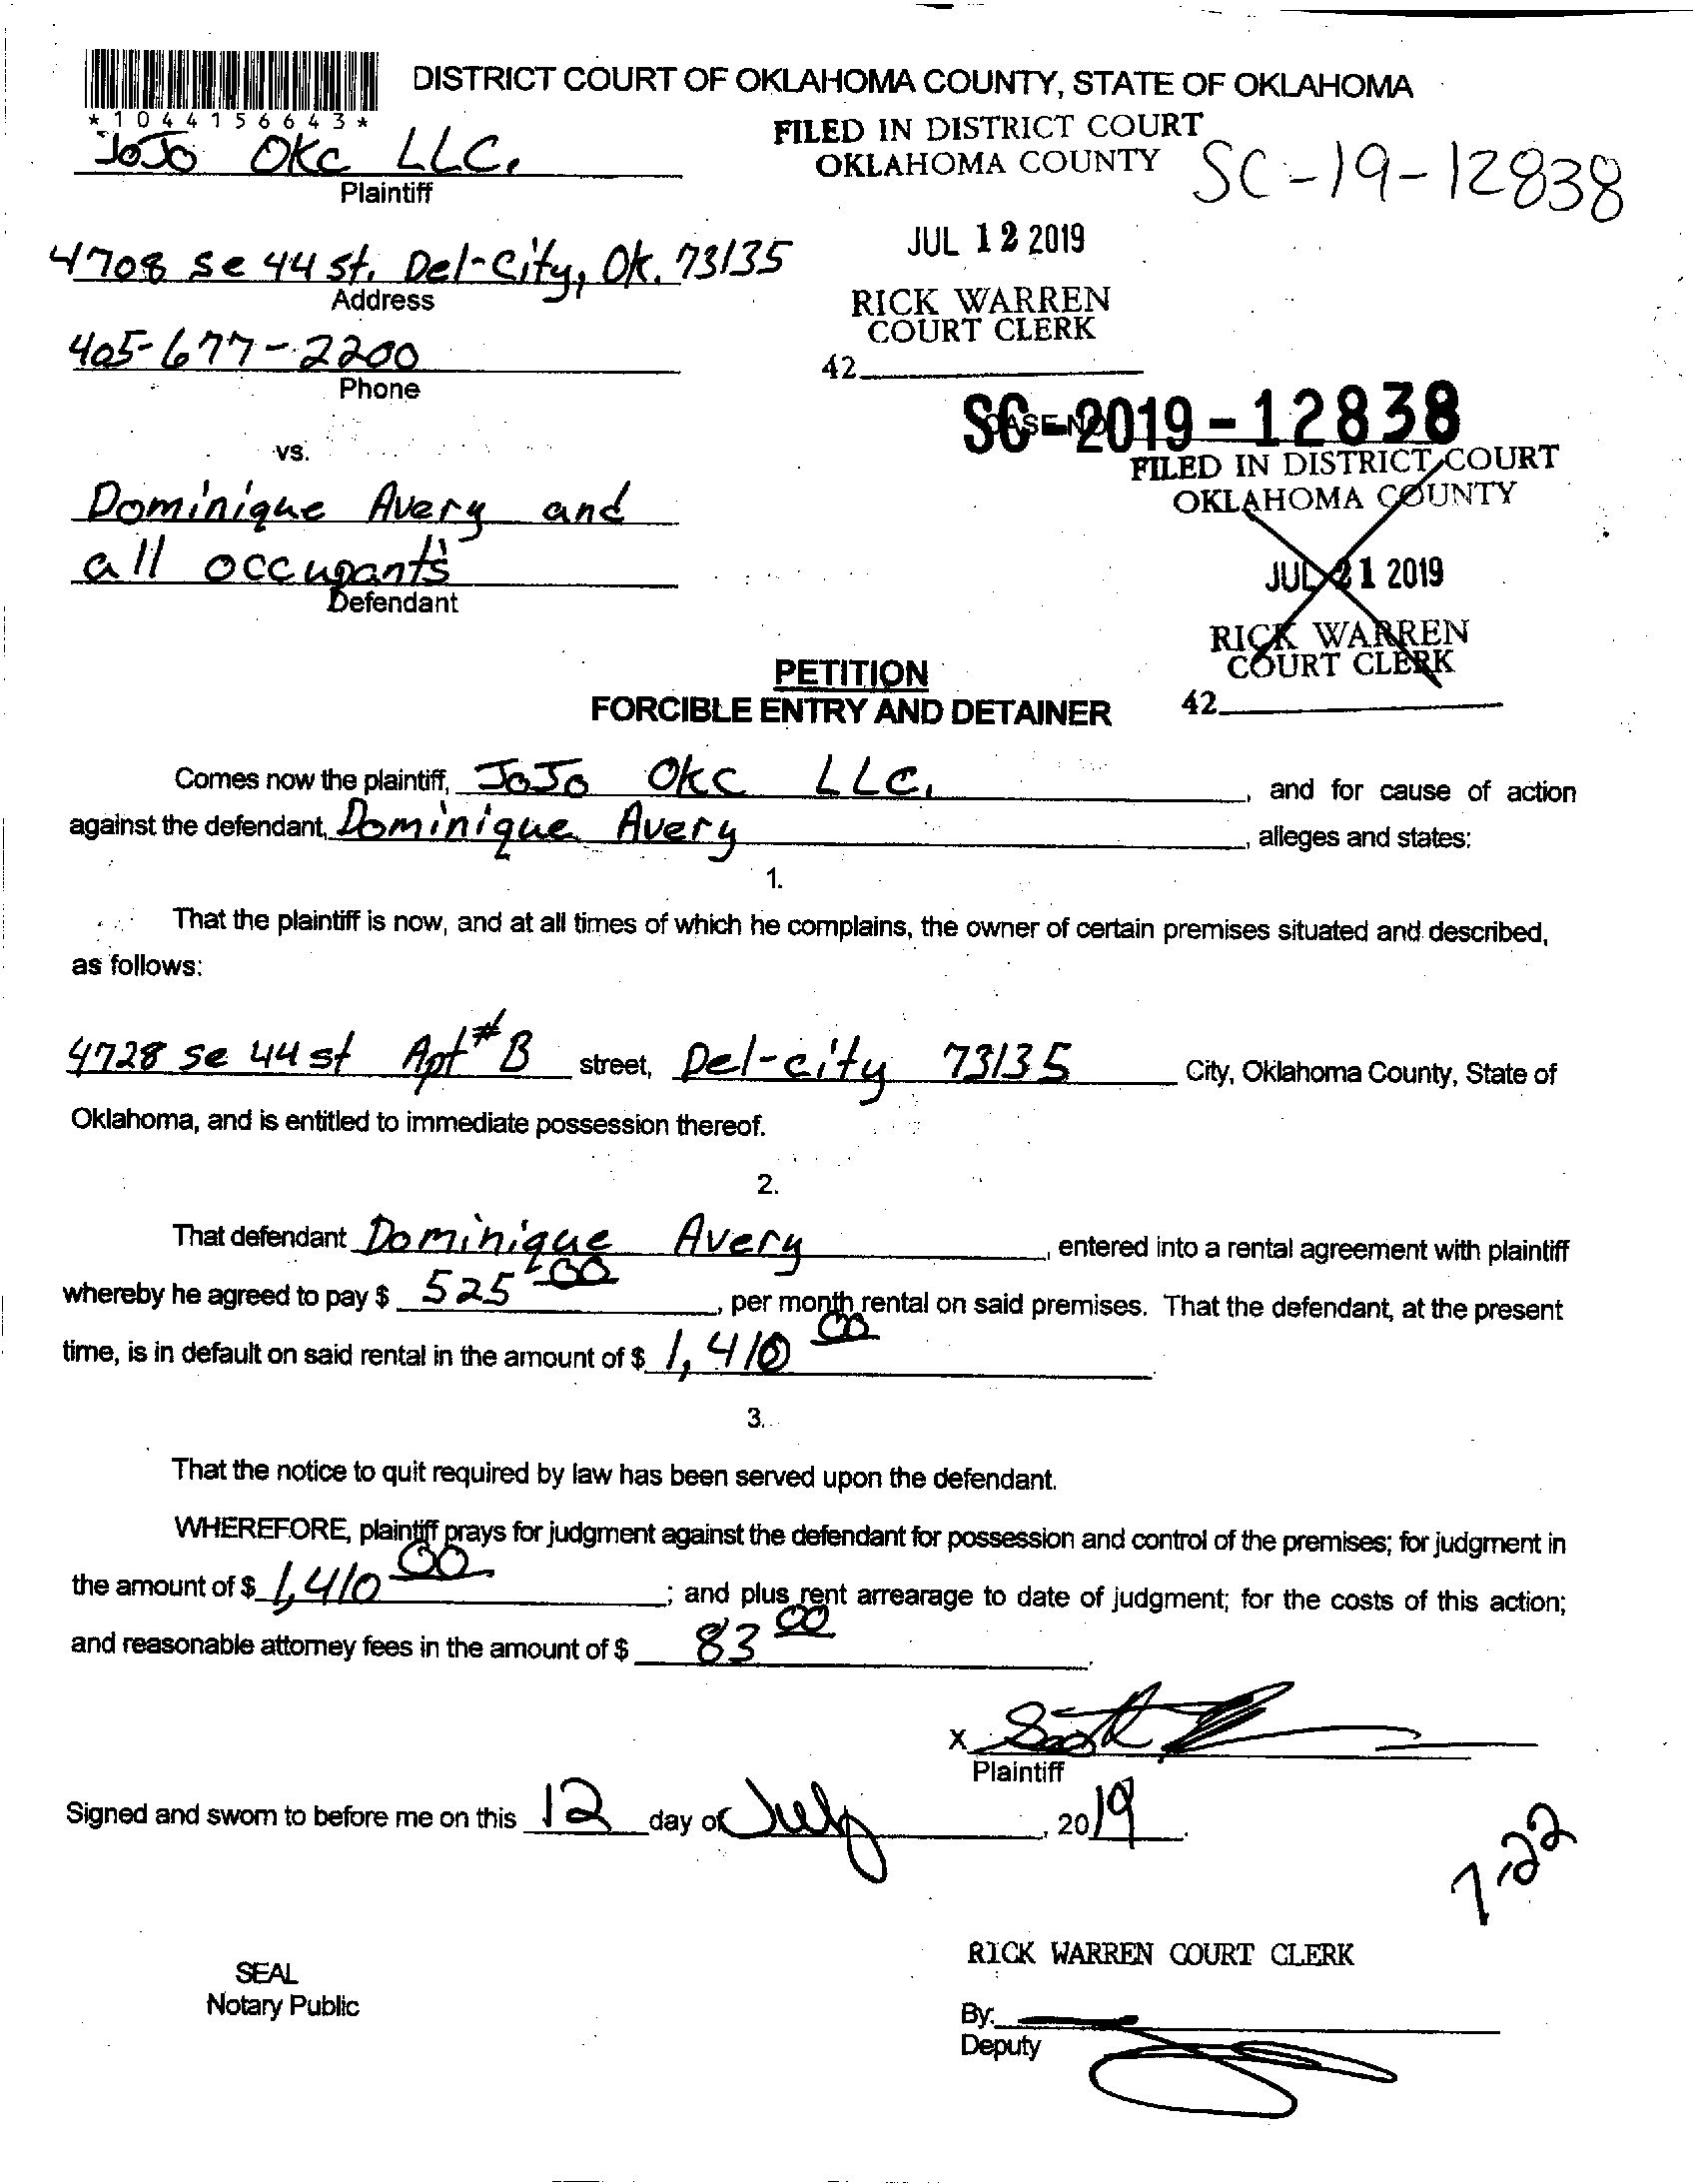 DISTRICT COURT OF OKLAHOMA COUNTY, STATE OF OKLAHOMA
*1044156643*
FILED IN DISTRICT COURT
OKLAHOMA COUNTY
SC-19-12838
JoJo OKC LLC.
Plaintiff
JUL 12 2019
4708 se 44 st. Del-City, Ok. 73135
Address
RICK WARREN
COURT CLERK
405-677-2200
Phone
42
CASE NO.
SC-2019-12838
vs.
FILED IN DISTRICT COURT
OKLAHOMA COUNTY
Dominique Avery and
all occupants
Defendant
JUL 21 2019
RICK WARREN
COURT CLERK
42
PETITION
FORCIBLE ENTRY AND DETAINER
Comes now the plaintiff, JoJo OKC LLC. , and for cause of action
against the defendant, Dominique Avery , alleges and states:
1.
That the plaintiff is now, and at all times of which he complains, the owner of certain premises situated and described,
as follows:
4728 se 44 st Apt #B street, Del-city 73135 City, Oklahoma County, State of
Oklahoma, and is entitled to immediate possession thereof.
2.
That defendant Dominique Avery , entered into a rental agreement with plaintiff
whereby he agreed to pay $ 525 00 , per month rental on said premises. That the defendant, at the present
time, is in default on said rental in the amount of $ 1,410 00 .
3.
That the notice to quit required by law has been served upon the defendant.
WHEREFORE, plaintiff prays for judgment against the defendant for possession and control of the premises; for judgment in
the amount of $ 1,410 00 ; and plus rent arrearage to date of judgment; for the costs of this action;
and reasonable attorney fees in the amount of $ 83 00 .
X
Plaintiff
Signed and sworn to before me on this 12 day of July , 2019.
7-22
RICK WARREN COURT CLERK
SEAL
Notary Public
By:
Deputy